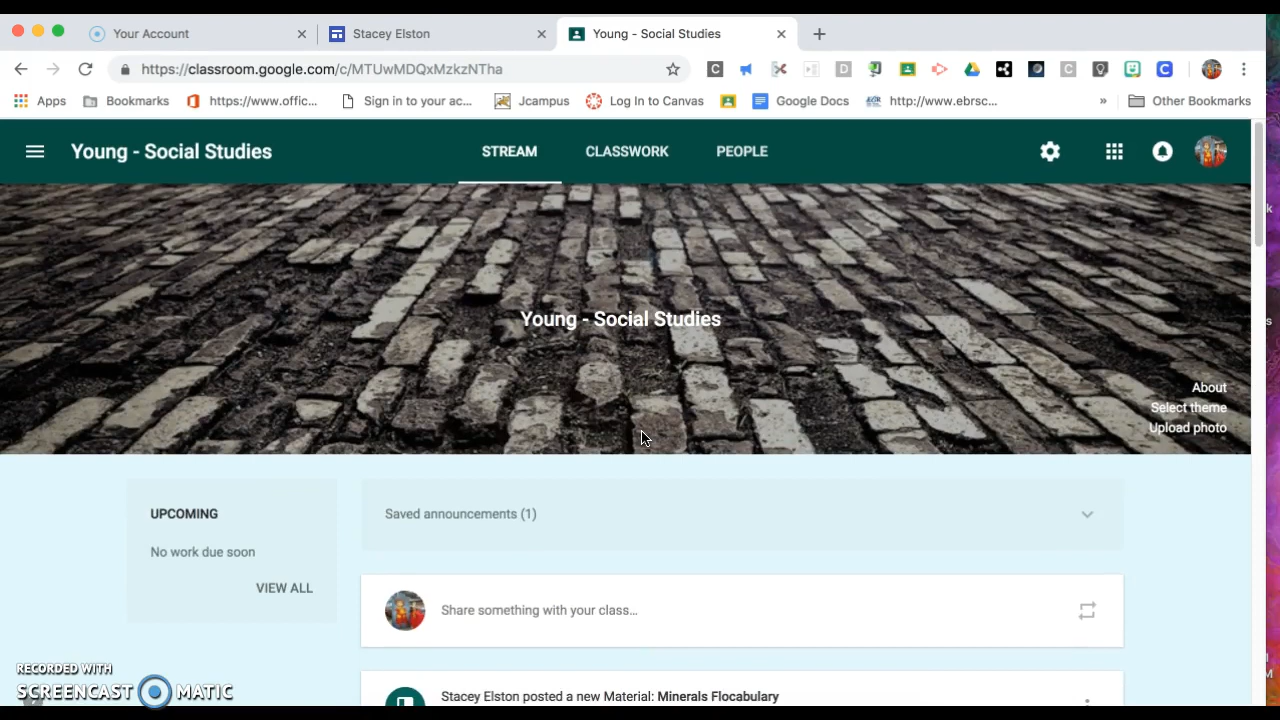 Your Account
Stacey Elston
Young - Social Studies
https://classroom.google.com/c/MTUwMDQxMzkzNTha
Apps
Bookmarks
https://www.offic...
Sign in to your ac...
Jcampus
Log In to Canvas
Google Docs
http://www.ebrsc...
»
Other Bookmarks
Young - Social Studies
STREAM
CLASSWORK
PEOPLE
Young - Social Studies
About
Select theme
Upload photo
UPCOMING
No work due soon
VIEW ALL
Saved announcements (1)
Share something with your class...
Stacey Elston posted a new Material: Minerals Flocabulary
RECORDED WITH
SCREENCAST MATIC